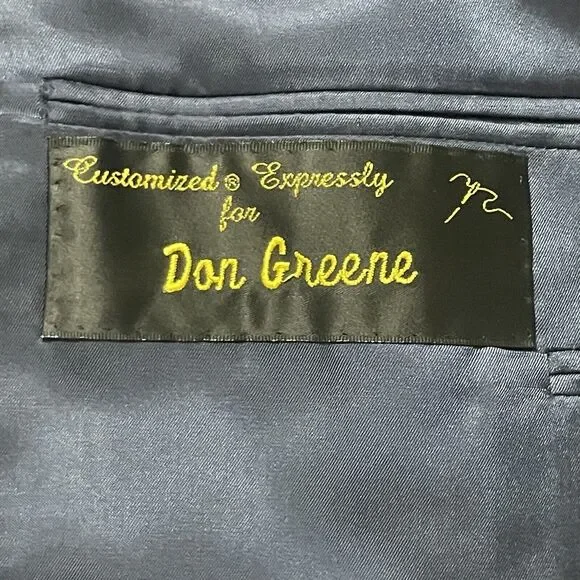 Customized ® Expressly
for
Don Greene